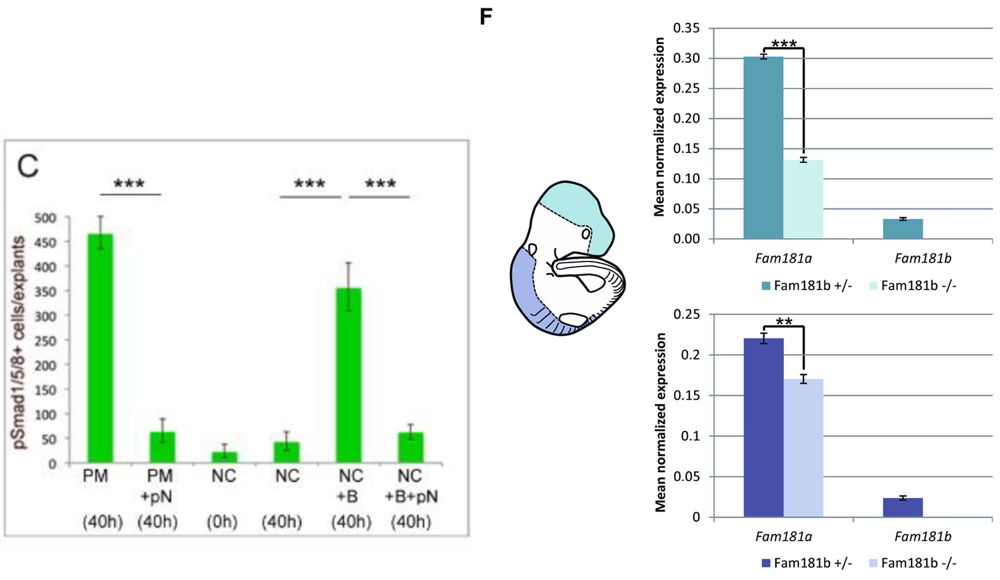 C
***
*** ***
pSmad1/5/8+ cells/explants
500
450
400
350
300
250
200
150
100
50
0
PM PM NC NC NC NC
+pN +B +B+pN
(40h) (40h) (0h) (40h) (40h) (40h)
F
Mean normalized expression
0.35
0.30
0.25
0.20
0.15
0.10
0.05
0.00
***
Fam181a Fam181b
Fam181b +/- Fam181b -/-
Mean normalized expression
0.25
0.2
0.15
0.1
0.05
0
**
Fam181a Fam181b
Fam181b +/- Fam181b -/-